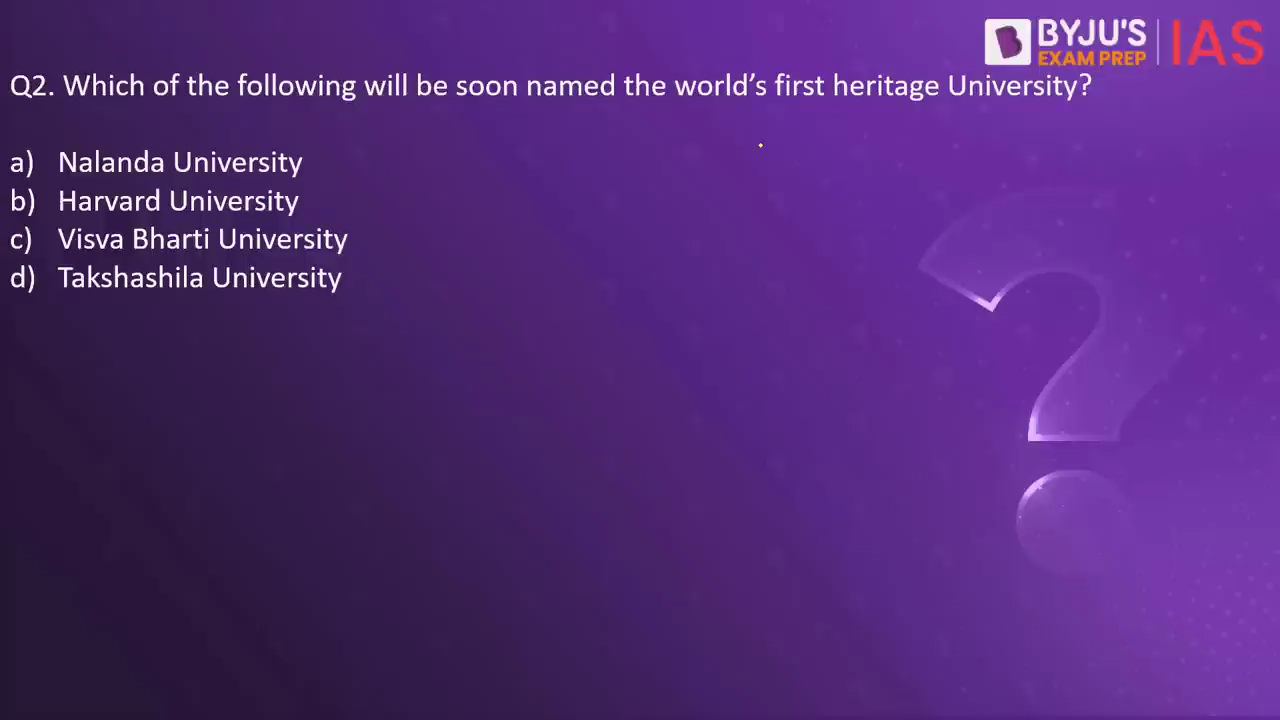 BYJU'S
EXAM PREP
IAS
Q2. Which of the following will be soon named the world’s first heritage University?
a) Nalanda University
b) Harvard University
c) Visva Bharti University
d) Takshashila University